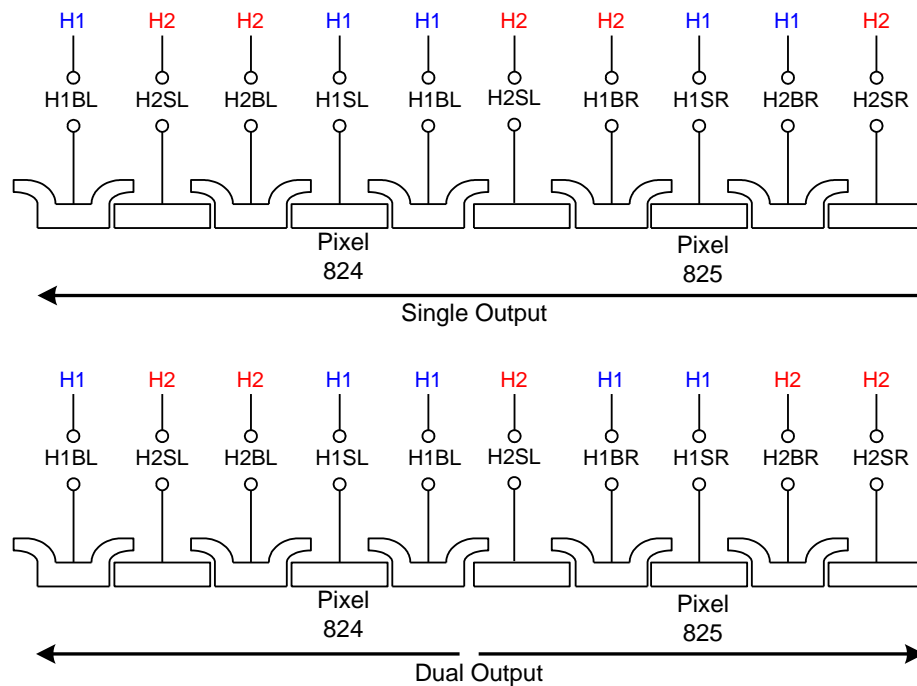 H1 H2 H2 H1 H1 H2 H2 H1 H1 H2
H1BL H2SL H2BL H1SL H1BL H2SL H1BR H1SR H2BR H2SR
Pixel Pixel
824 825
Single Output
H1 H2 H2 H1 H1 H2 H1 H1 H2 H2
H1BL H2SL H2BL H1SL H1BL H2SL H1BR H1SR H2BR H2SR
Pixel Pixel
824 825
Dual Output